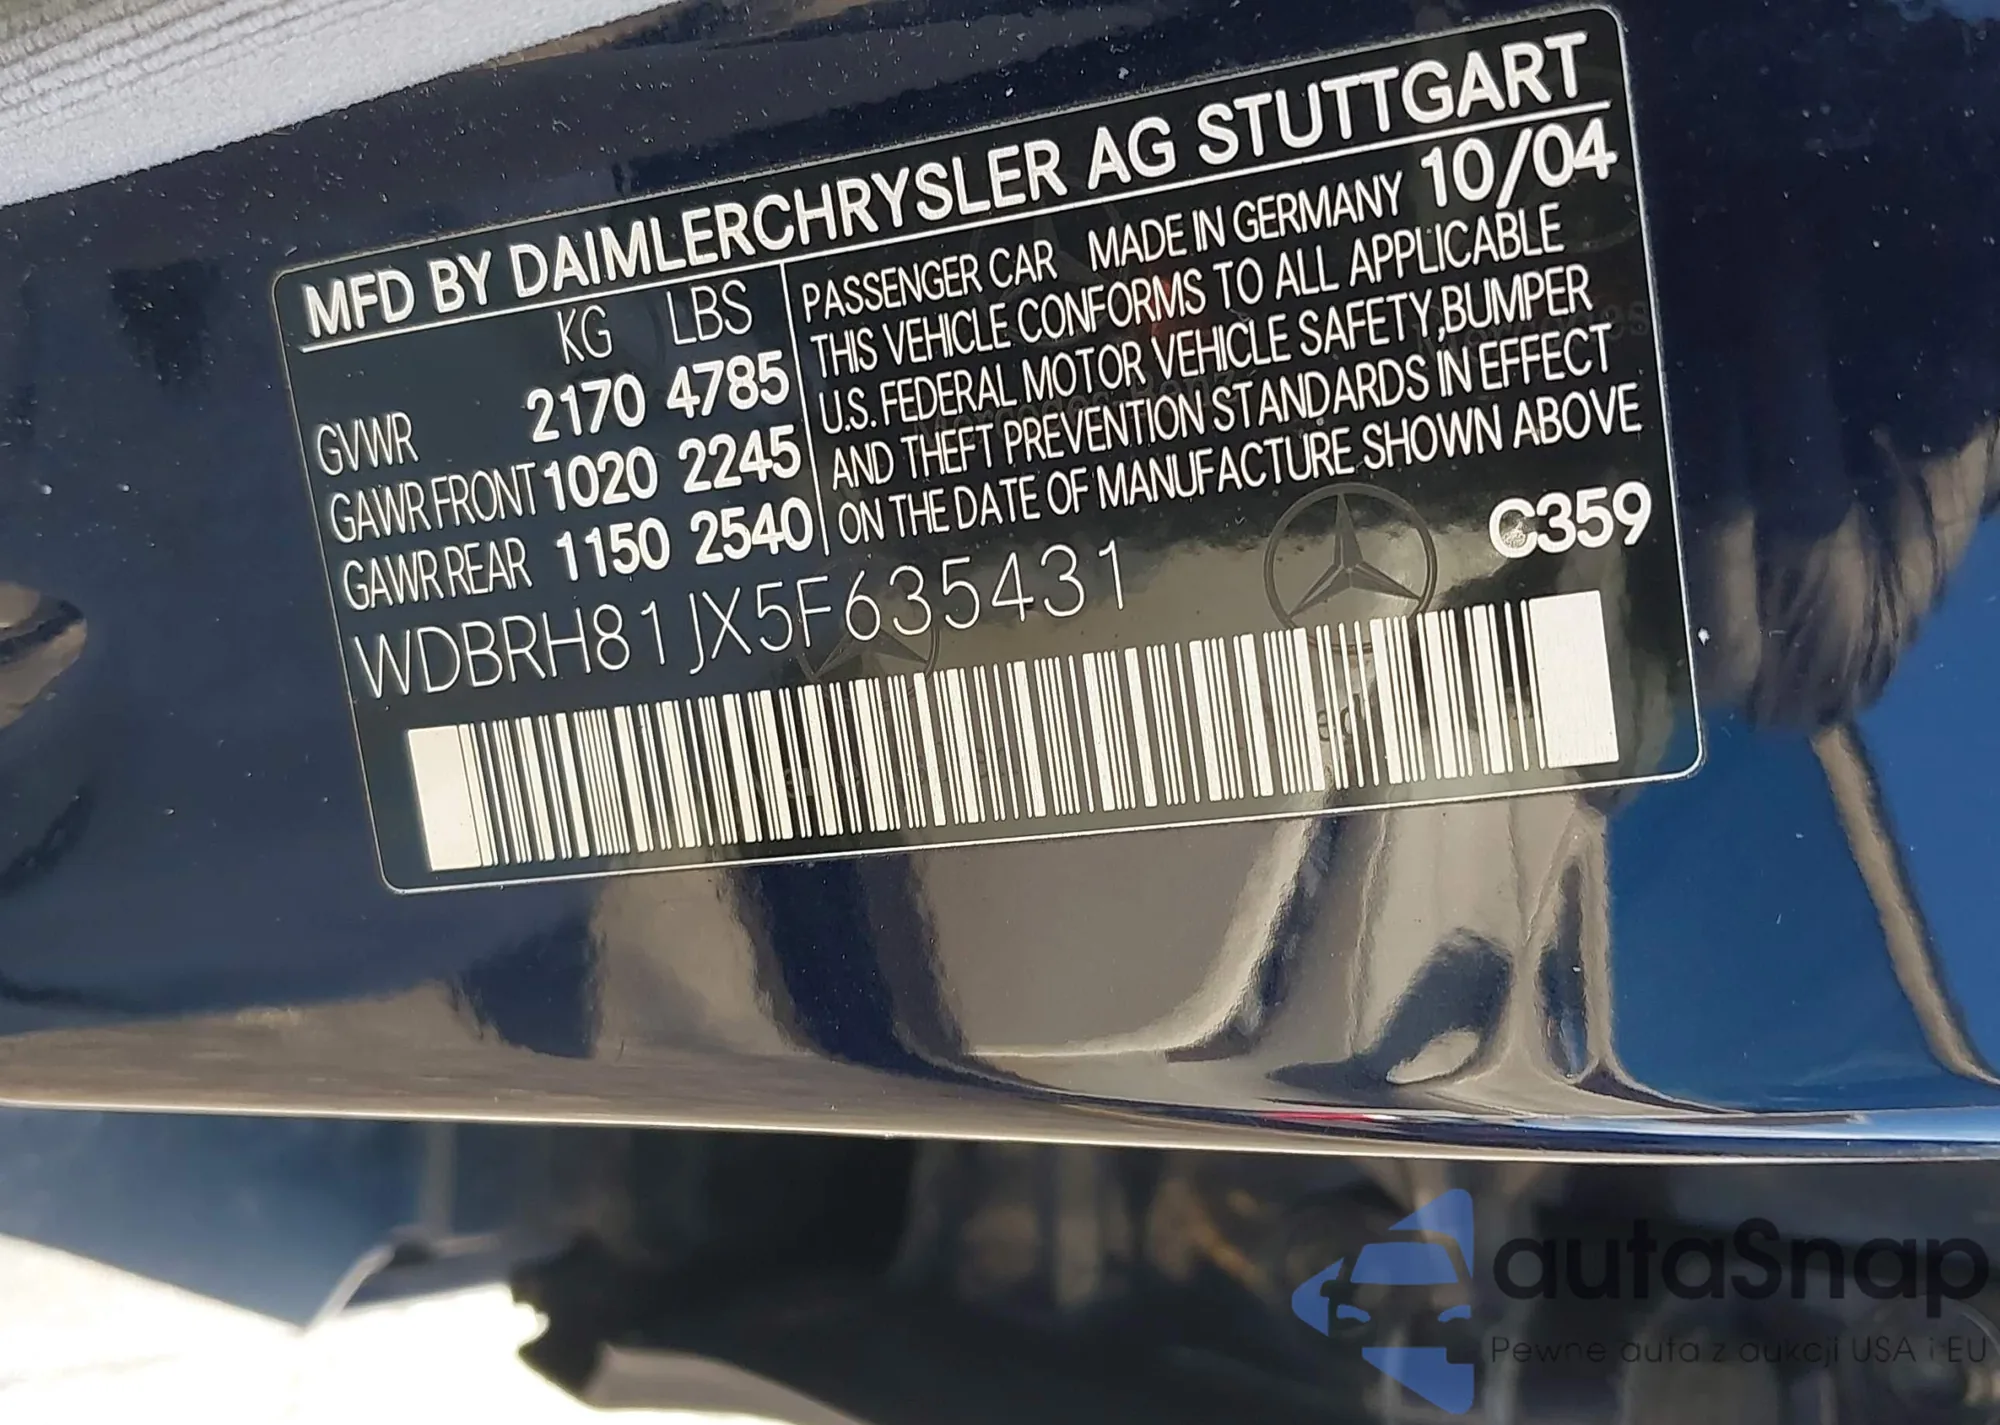 MFD BY DAIMLERCHRYSLER AG STUTTGART
KG LBS
GVWR 2170 4785
GAWR FRONT 1020 2245
GAWR REAR 1150 2540
PASSENGER CAR MADE IN GERMANY 10/04
THIS VEHICLE CONFORMS TO ALL APPLICABLE
U.S. FEDERAL MOTOR VEHICLE SAFETY,BUMPER
AND THEFT PREVENTION STANDARDS IN EFFECT
ON THE DATE OF MANUFACTURE SHOWN ABOVE
WDBRH81JX5F635431
C359
autaSnap
Pewne auta z aukcji USA i EU